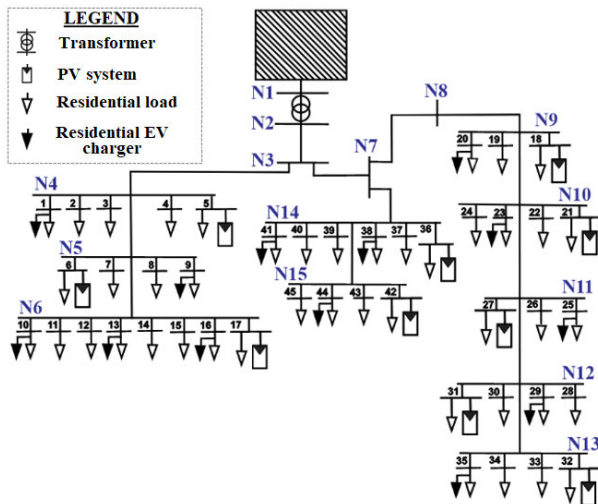 LEGEND
Transformer
PV system
Residential load
Residential EV
charger
N1
N2
N3
N7
N8
N4
1 2 3 4 5
N5
6 7 8 9
N6
10 11 12 13 14 15 16 17
N14
41 40 39 38 37 36
N15
45 44 43 42
N9
20 19 18
N10
24 23 22 21
N11
27 26 25
N12
31 30 29 28
N13
35 34 33 32